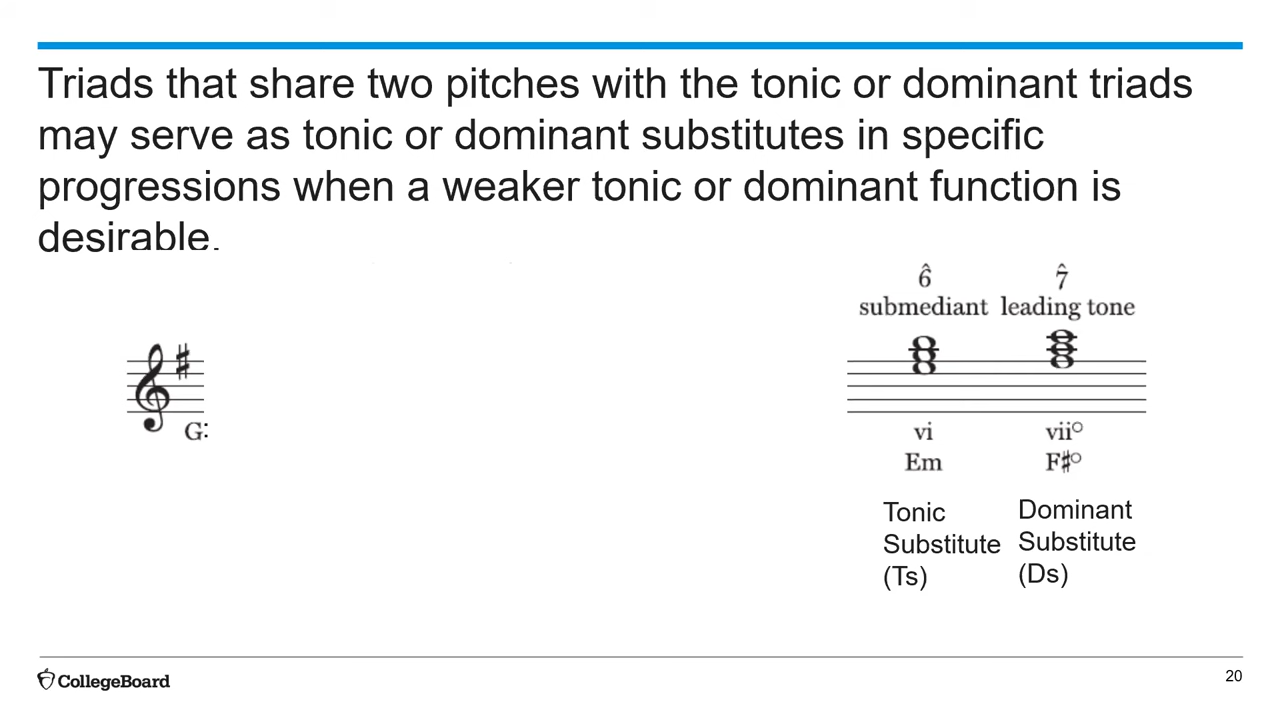 Triads that share two pitches with the tonic or dominant triads
may serve as tonic or dominant substitutes in specific
progressions when a weaker tonic or dominant function is
desirable.
6̂ 7̂
submediant leading tone
G:
vi vii°
Em F♯°
Tonic Dominant
Substitute Substitute
(Ts) (Ds)
CollegeBoard
20